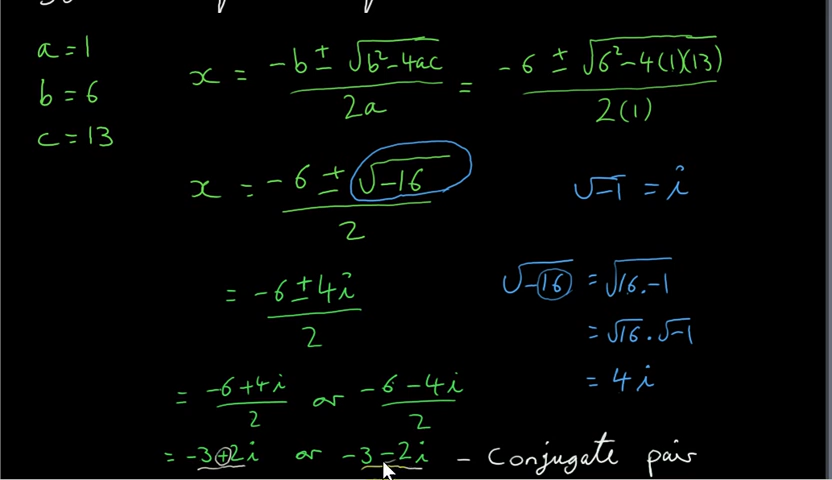 a = 1
b = 6
c = 13
x = (-b ± √(b² - 4ac)) / 2a = (-6 ± √(6² - 4(1)(13))) / 2(1)
x = (-6 ± √-16) / 2
√-1 = i
= (-6 ± 4i) / 2
√-16 = √16.-1
= √16 . √-1
= 4i
= (-6 + 4i) / 2 or (-6 - 4i) / 2
= -3 + 2i or -3 - 2i - Conjugate pair